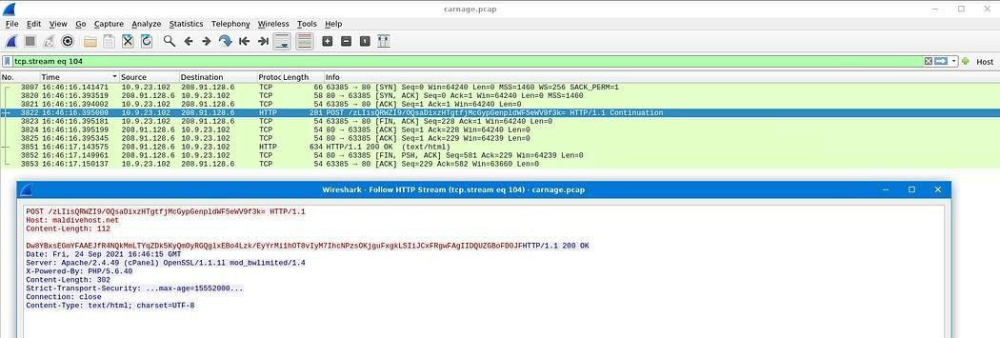 carnage.pcap
File Edit View Go Capture Analyze Statistics Telephony Wireless Tools Help
tcp.stream eq 104 Host
No. Time Source Destination Protoc Length Info
3807 16:46:16.141471 10.9.23.102 208.91.128.6 TCP 66 63385 → 80 [SYN] Seq=0 Win=64240 Len=0 MSS=1460 WS=256 SACK_PERM=1
3820 16:46:16.393519 208.91.128.6 10.9.23.102 TCP 58 80 → 63385 [SYN, ACK] Seq=0 Ack=1 Win=64240 Len=0 MSS=1460
3821 16:46:16.394002 10.9.23.102 208.91.128.6 TCP 54 63385 → 80 [ACK] Seq=1 Ack=1 Win=64240 Len=0
3822 16:46:16.395000 10.9.23.102 208.91.128.6 HTTP 281 POST /zLIisQRWZI9/OQsaDixzHTgtfjMcGypGenpldWF5eWV9f3k= HTTP/1.1 Continuation
3823 16:46:16.395181 10.9.23.102 208.91.128.6 TCP 54 63385 → 80 [FIN, ACK] Seq=228 Ack=1 Win=64240 Len=0
3824 16:46:16.395199 208.91.128.6 10.9.23.102 TCP 54 80 → 63385 [ACK] Seq=1 Ack=228 Win=64240 Len=0
3825 16:46:16.395345 208.91.128.6 10.9.23.102 TCP 54 80 → 63385 [ACK] Seq=1 Ack=229 Win=64239 Len=0
3851 16:46:17.143575 208.91.128.6 10.9.23.102 HTTP 634 HTTP/1.1 200 OK (text/html)
3852 16:46:17.149961 208.91.128.6 10.9.23.102 TCP 54 80 → 63385 [FIN, PSH, ACK] Seq=581 Ack=229 Win=64239 Len=0
3853 16:46:17.150137 10.9.23.102 208.91.128.6 TCP 54 63385 → 80 [ACK] Seq=229 Ack=582 Win=63660 Len=0
Wireshark · Follow HTTP Stream (tcp.stream eq 104) · carnage.pcap
POST /zLIisQRWZI9/OQsaDixzHTgtfjMcGypGenpldWF5eWV9f3k= HTTP/1.1
Host: maldivehost.net
Content-Length: 112
Dw8YBxsEGmYFAAEJfR4NQkMmLTYqZDk5KyQmOyRGQglxEBo4Lzk/EyYrMi1hOT8vIyM7IhcNPzsOKjguFxgkLSIiJCxFRgwFAgIIDQUZGBoFD0JFHTTP/1.1 200 OK
Date: Fri, 24 Sep 2021 16:46:15 GMT
Server: Apache/2.4.49 (cPanel) OpenSSL/1.1.1l mod_bwlimited/1.4
X-Powered-By: PHP/5.6.40
Content-Length: 302
Strict-Transport-Security: ...max-age=15552000...
Connection: close
Content-Type: text/html; charset=UTF-8